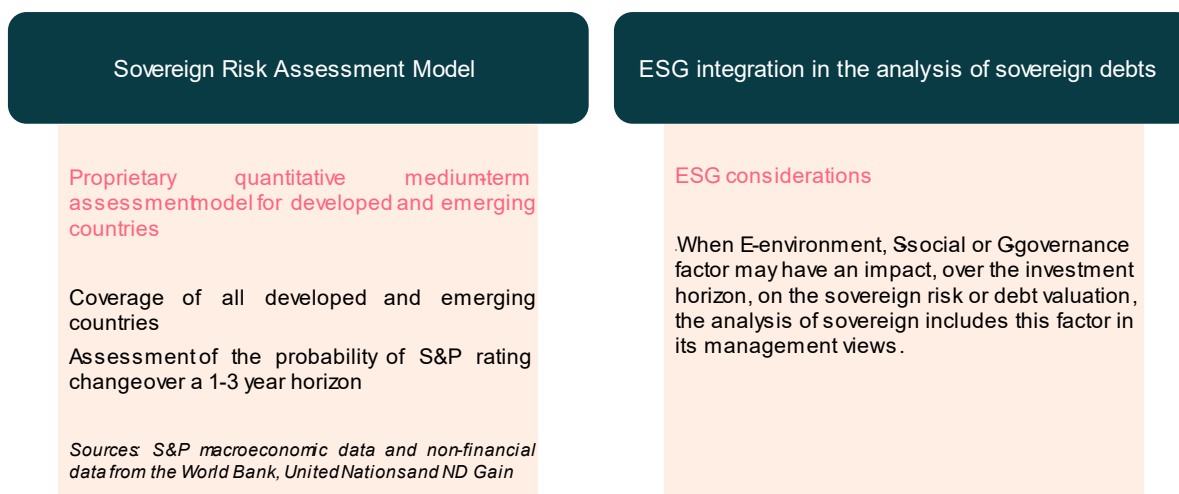 Sovereign Risk Assessment Model
Proprietary quantitative medium-term
assessmentmodel for developed and emerging
countries
Coverage of all developed and emerging
countries
Assessment of the probability of S&P rating
changeover a 1-3 year horizon
Sources: S&P macroeconomic data and non-financial
data from the World Bank, United Nations and ND Gain
ESG integration in the analysis of sovereign debts
ESG considerations
.When E-environment, S-social or G-governance
factor may have an impact, over the investment
horizon, on the sovereign risk or debt valuation,
the analysis of sovereign includes this factor in
its management views.